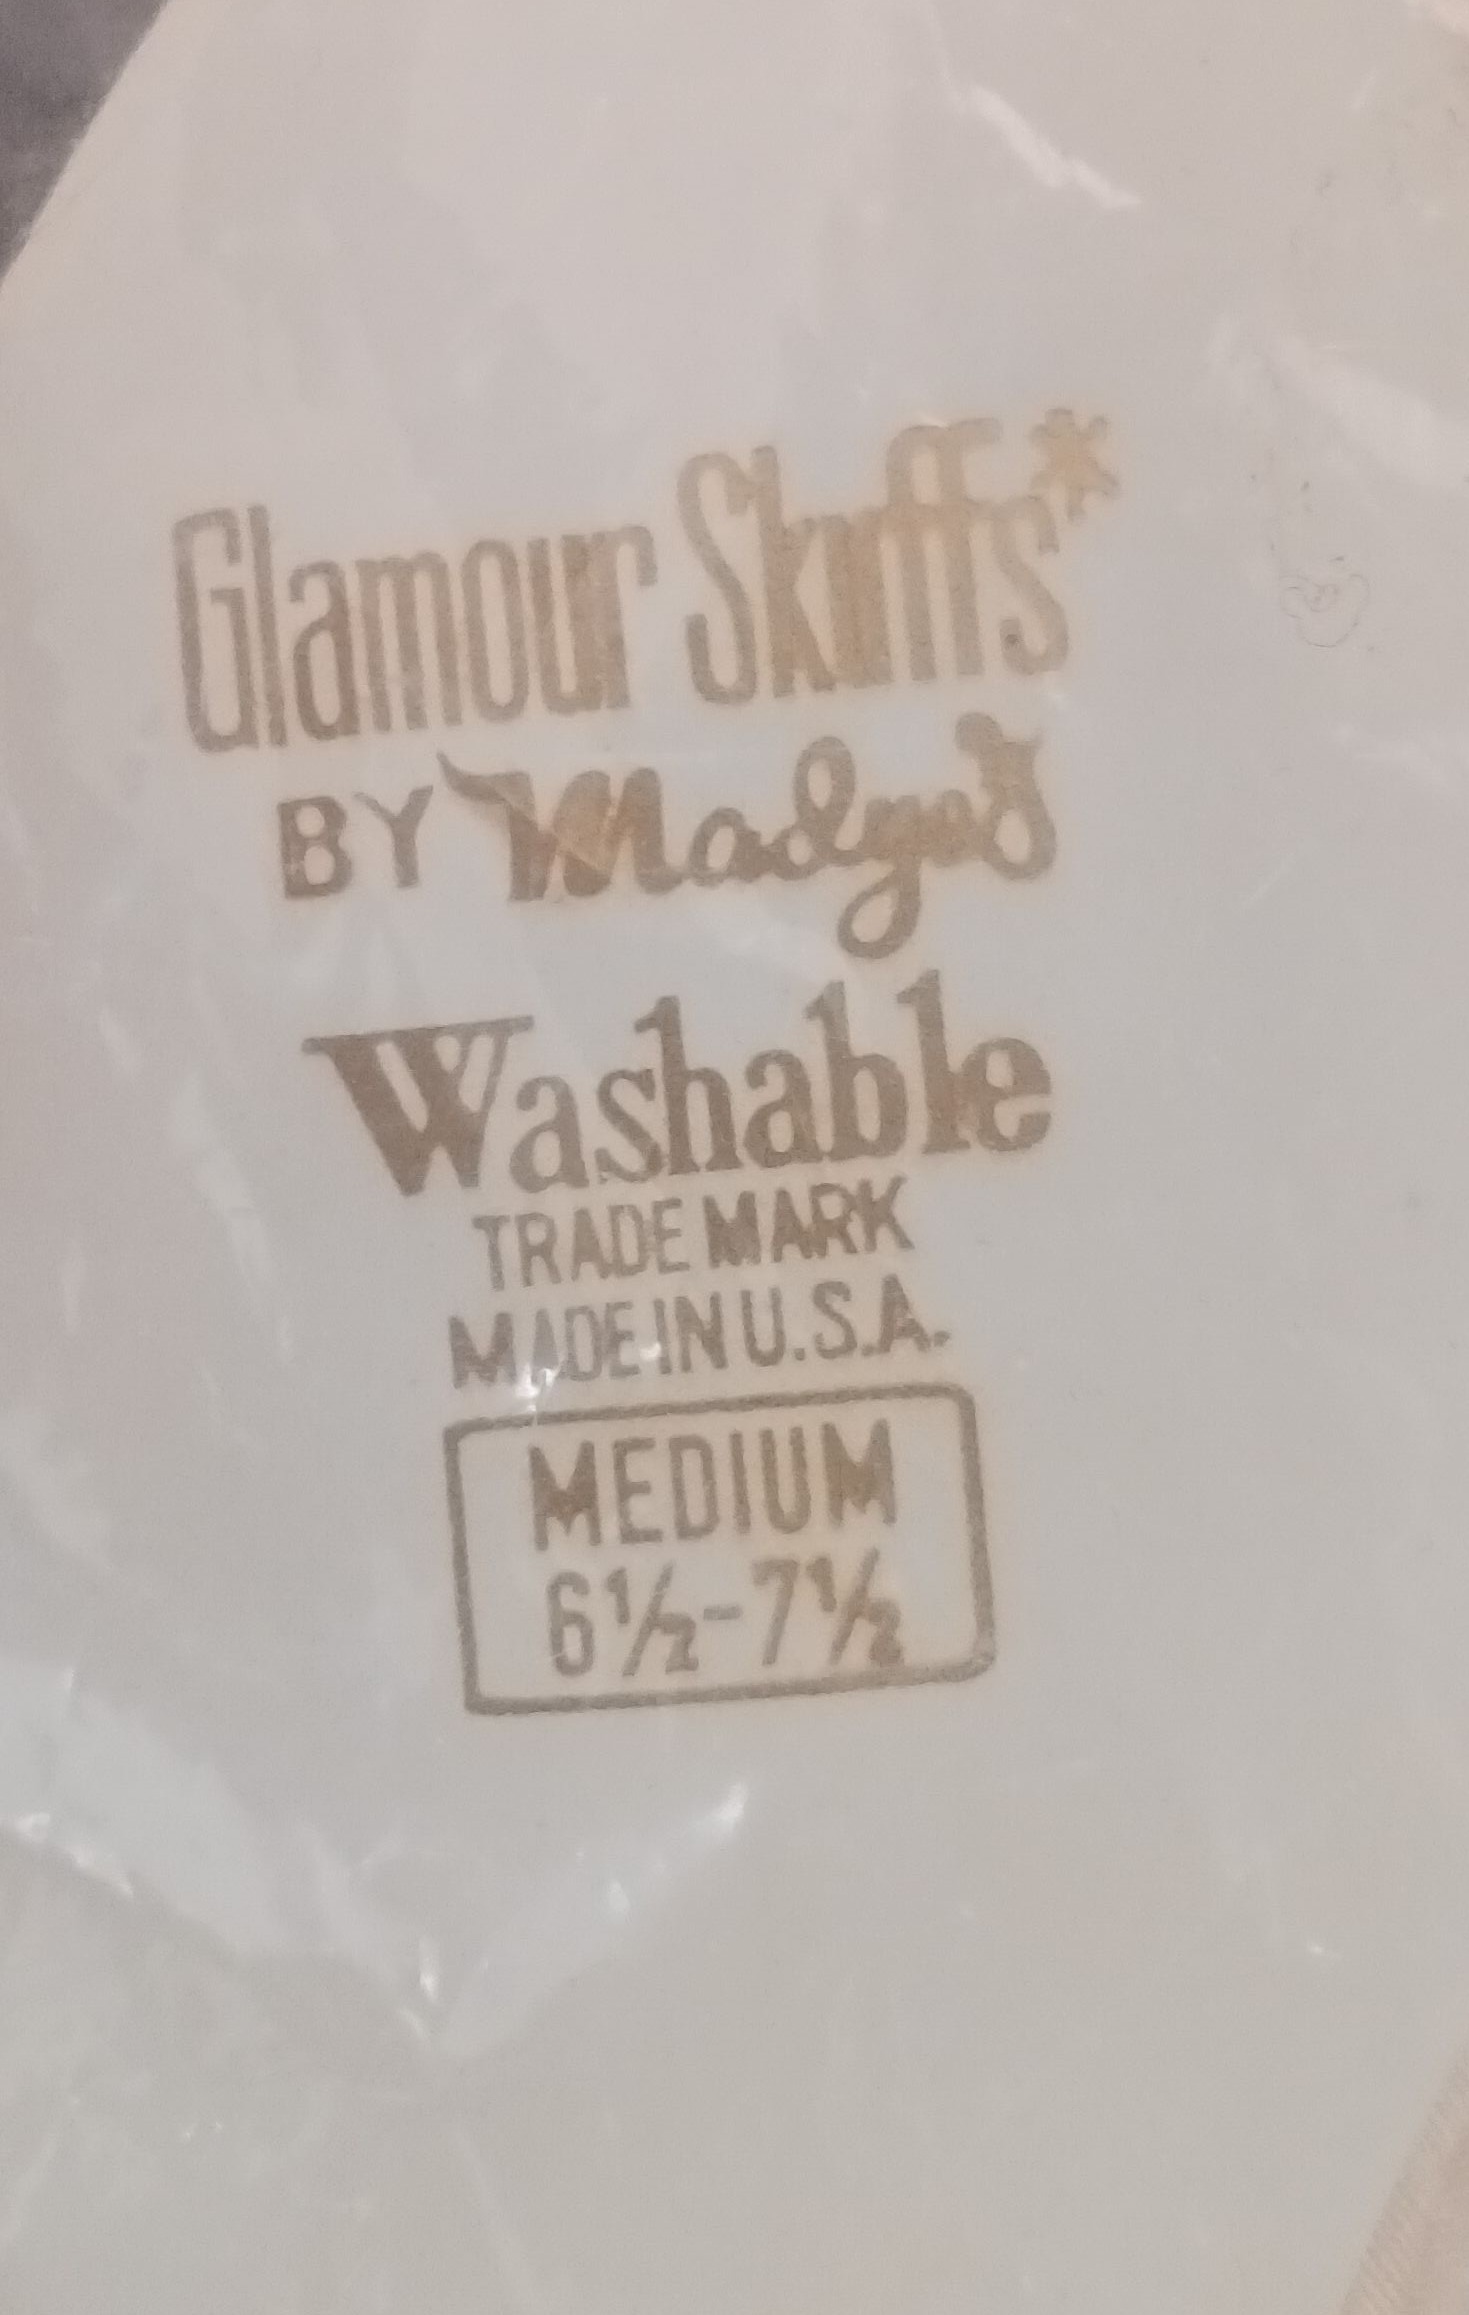 Glamour Skuffs*
BY Madye's
Washable
TRADE MARK
MADE IN U.S.A.
MEDIUM
6½-7½